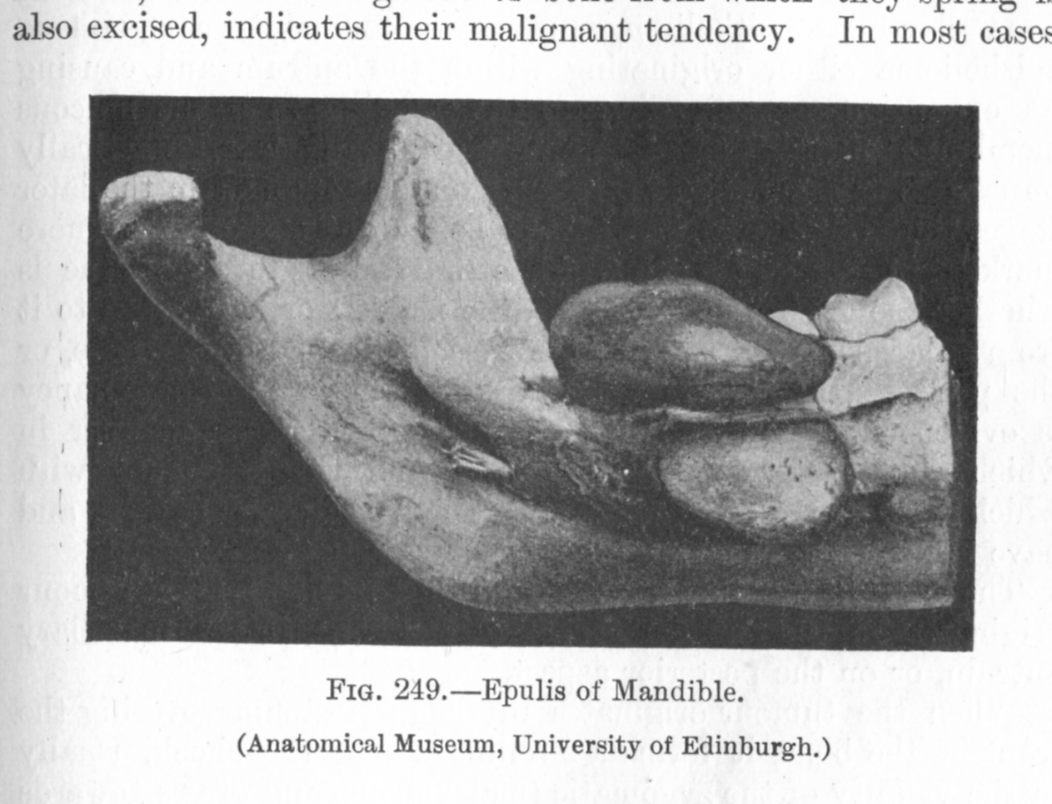 also excised, indicates their malignant tendency. In most cases
FIG. 249.—Epulis of Mandible.
(Anatomical Museum, University of Edinburgh.)